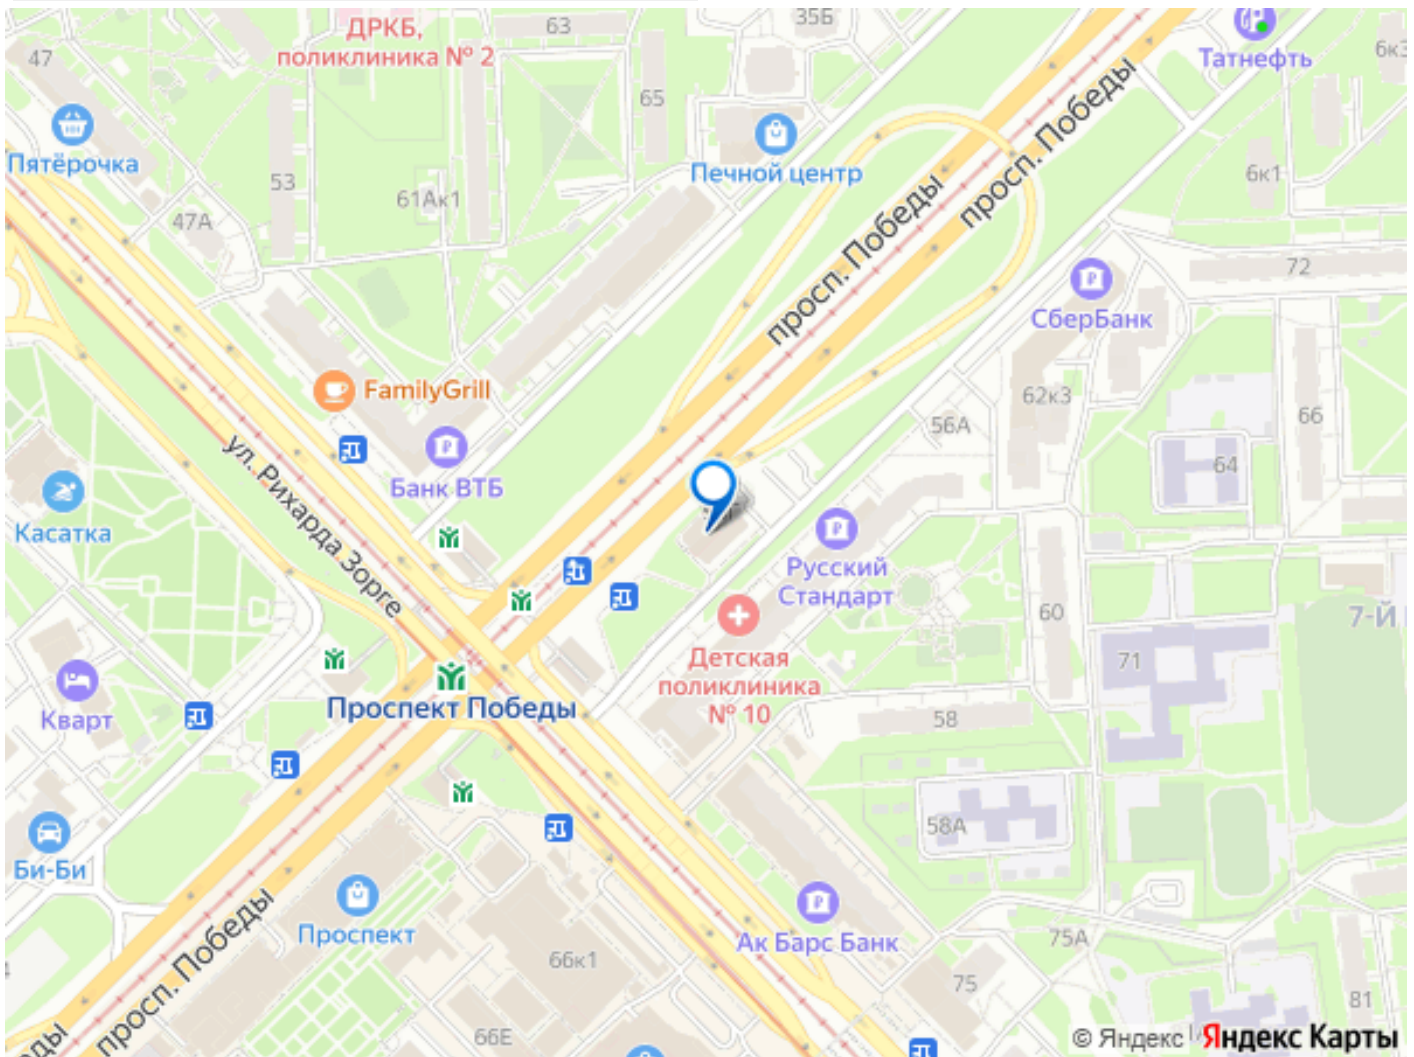 ДРКБ,
поликлиника № 2
63
35Б
Татнефть
6к3
47
65
Пятёрочка
53
61Ак1
47А
Печной центр
6к1
просп. Победы
просп. Победы
72
СберБанк
FamilyGrill
62к3
66
56А
64
Банк ВТБ
ул. Рихарда Зорге
Касатка
Русский
Стандарт
60
7-Й
Детская
поликлиника
№ 10
71
Кварт
Проспект Победы
58
58А
Би-Би
Проспект
Ак Барс Банк
75А
66к1
75
81
просп. Победы
66Е
© Яндекс
Яндекс Карты